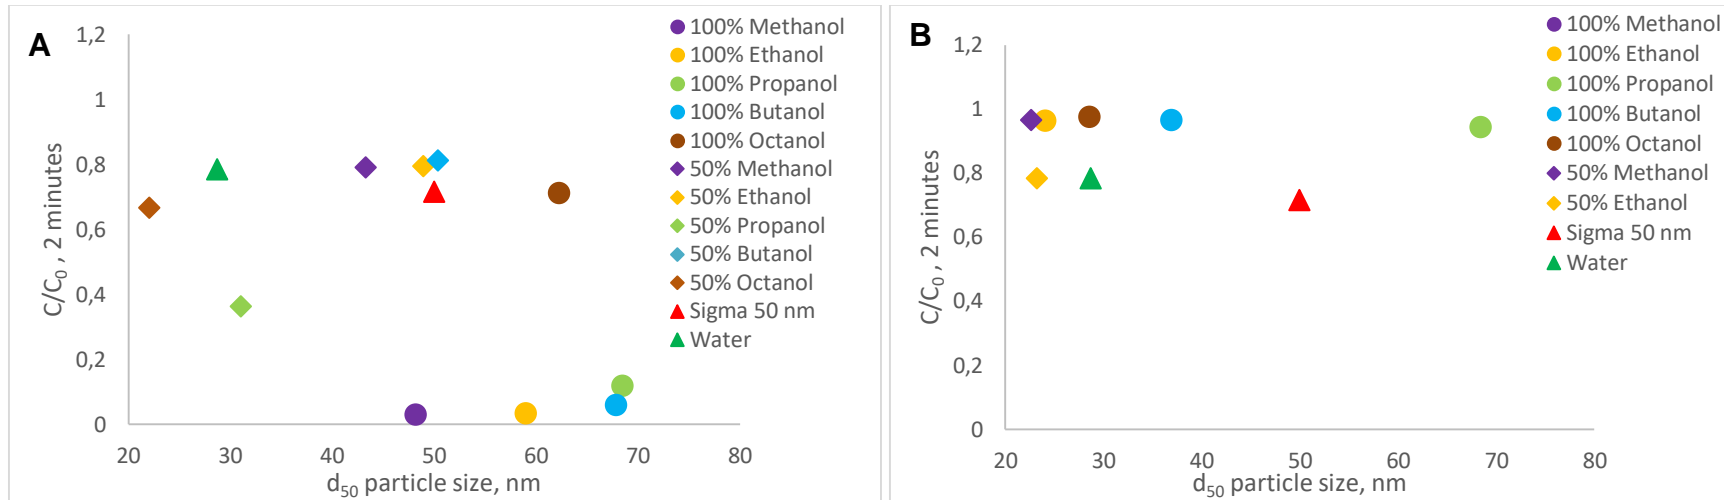 A
1,2
1
0,8
0,6
0,4
0,2
0
C/C0 , 2 minutes
20 30 40 50 60 70 80
d50 particle size, nm
100% Methanol
100% Ethanol
100% Propanol
100% Butanol
100% Octanol
50% Methanol
50% Ethanol
50% Propanol
50% Butanol
50% Octanol
Sigma 50 nm
Water
B
1,2
1
0,8
0,6
0,4
0,2
0
C/C0 , 2 minutes
20 30 40 50 60 70 80
d50 particle size, nm
100% Methanol
100% Ethanol
100% Propanol
100% Butanol
100% Octanol
50% Methanol
50% Ethanol
Sigma 50 nm
Water